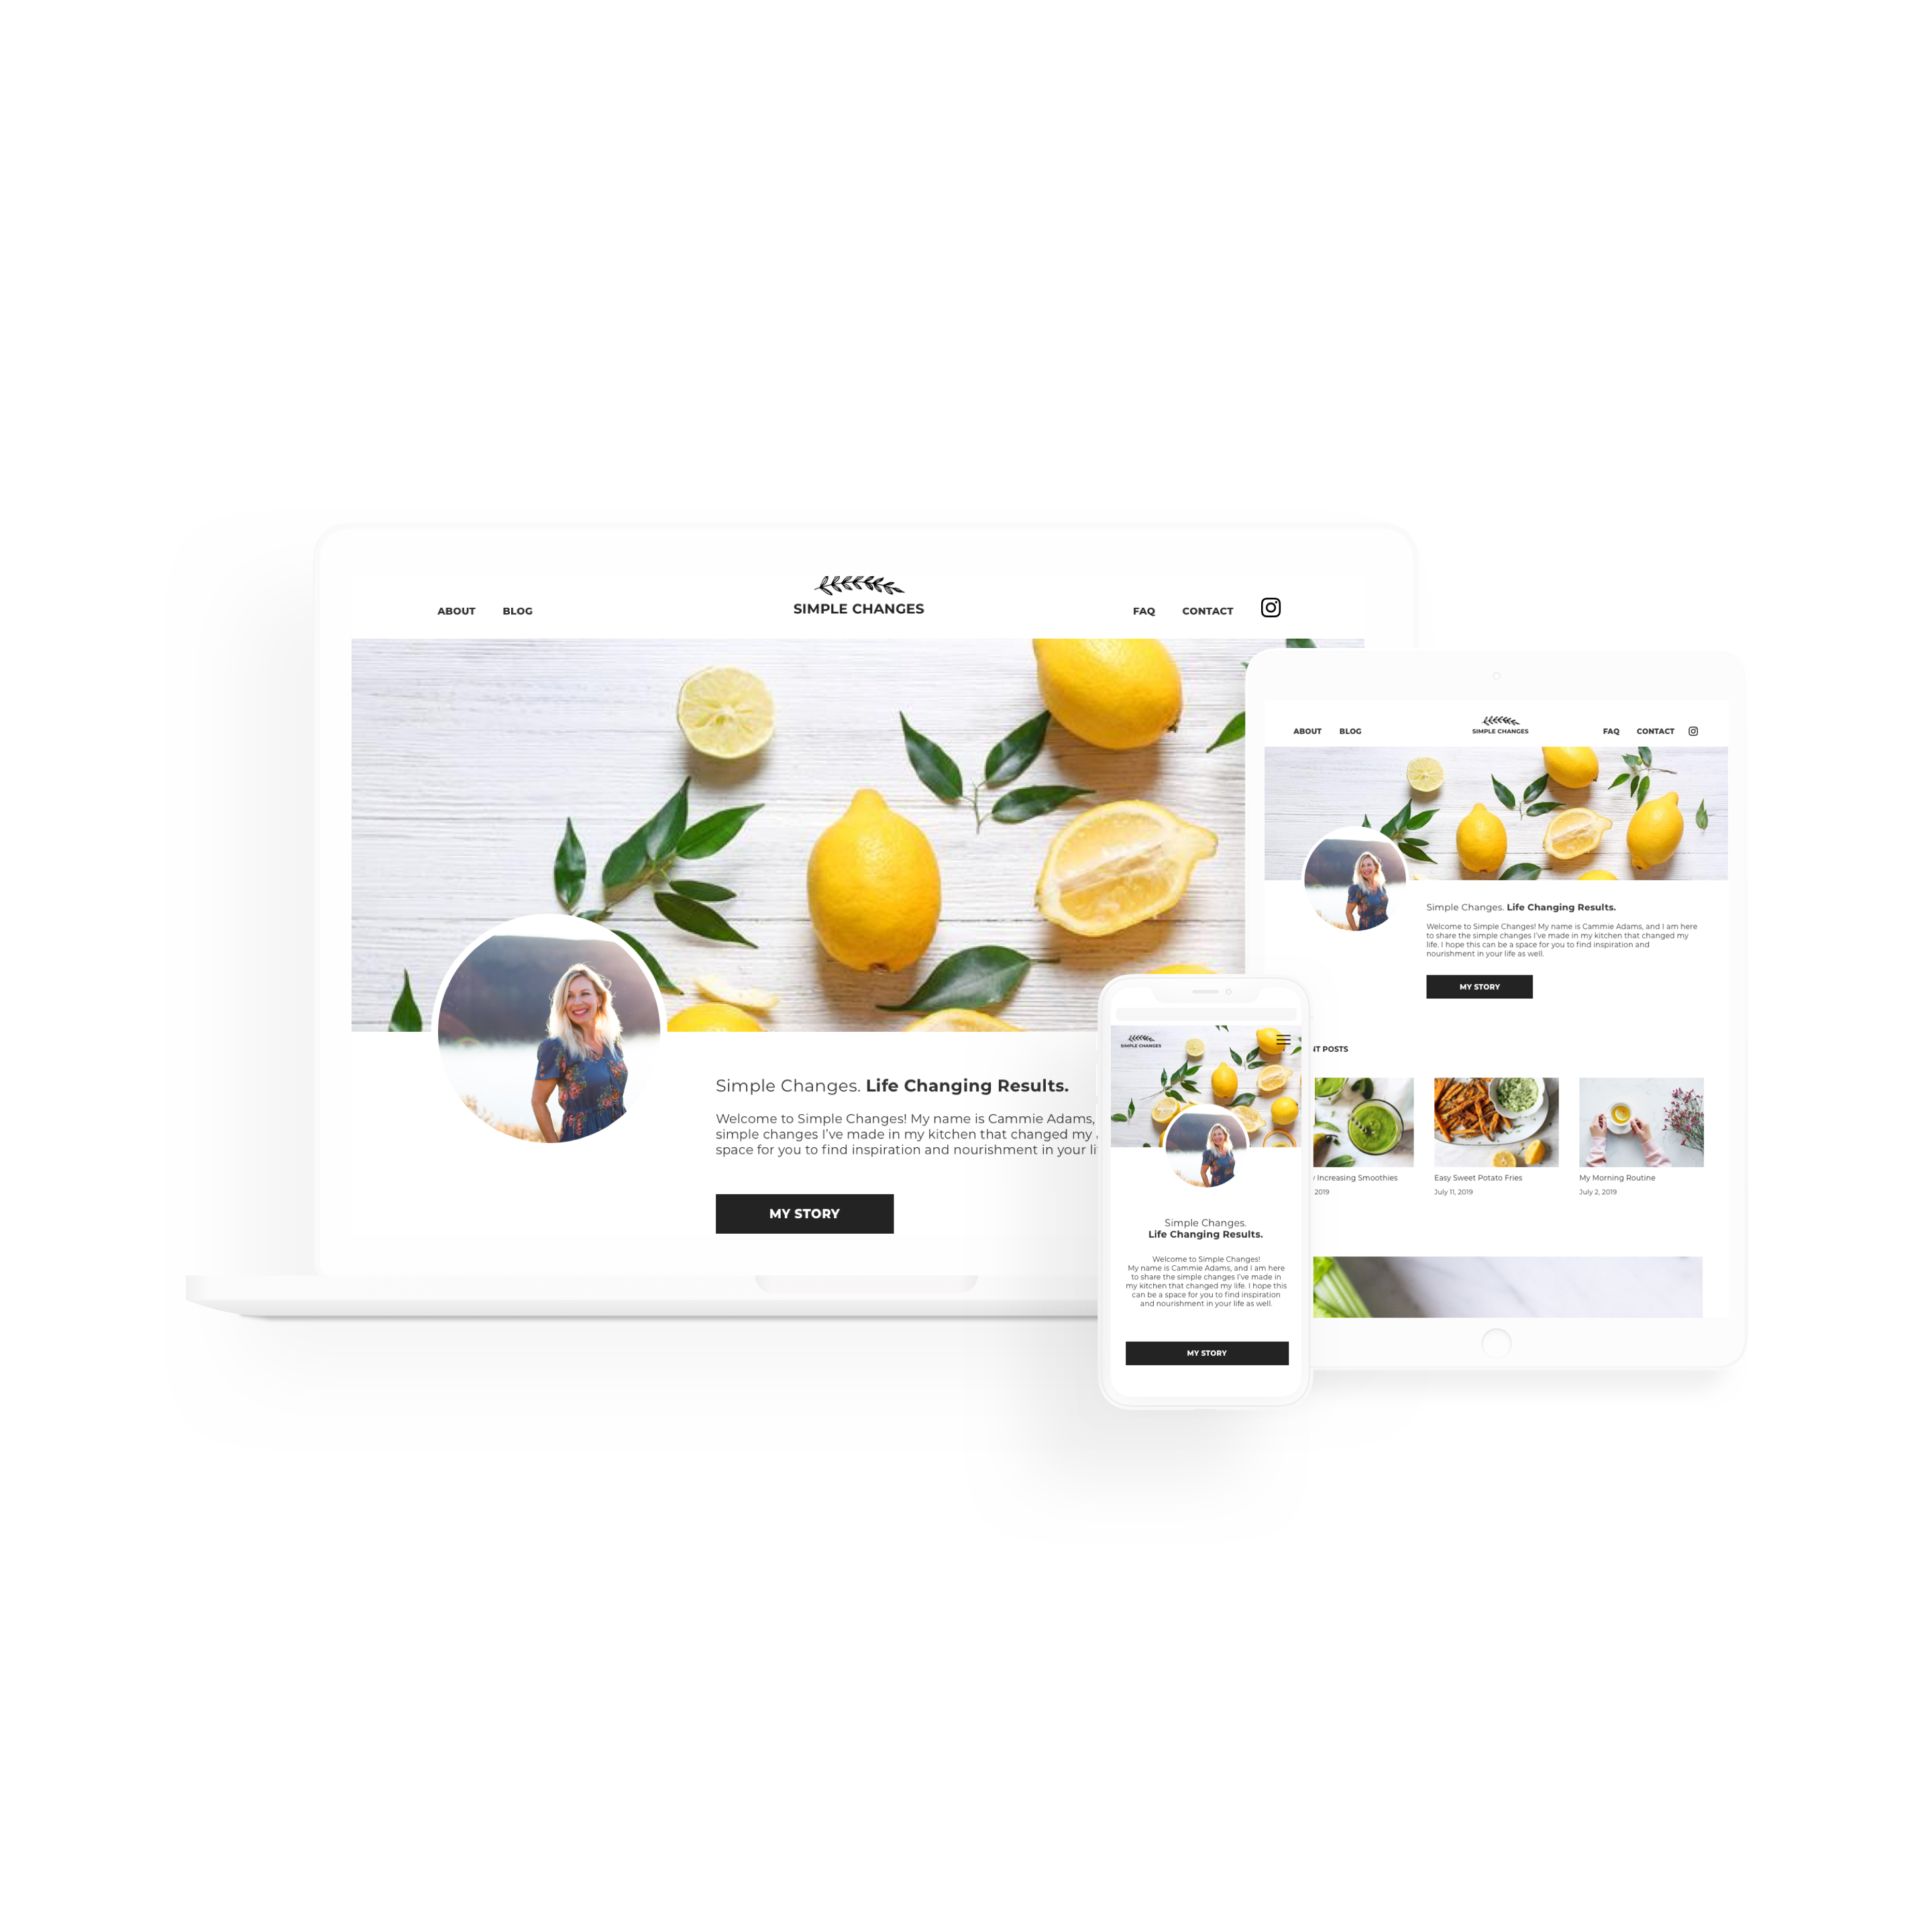 ABOUT BLOG SIMPLE CHANGES FAQ CONTACT
Simple Changes. Life Changing Results.
Welcome to Simple Changes! My name is Cammie Adams,
simple changes I've made in my kitchen that changed my
space for you to find inspiration and nourishment in your
MY STORY
ABOUT BLOG SIMPLE CHANGES FAQ CONTACT
Simple Changes. Life Changing Results.
Welcome to Simple Changes! My name is Cammie Adams, and I am here
to share the simple changes I've made in my kitchen that changed my
life. I hope this can be a space for you to find inspiration and
nourishment in your life as well.
MY STORY
POSTS
Increasing Smoothies
2019
Easy Sweet Potato Fries
July 11, 2019
My Morning Routine
July 2, 2019
SIMPLE CHANGES
Simple Changes.
Life Changing Results.
Welcome to Simple Changes!
My name is Cammie Adams, and I am here
to share the simple changes I've made in
my kitchen that changed my life. I hope this
can be a space for you to find inspiration
and nourishment in your life as well.
MY STORY